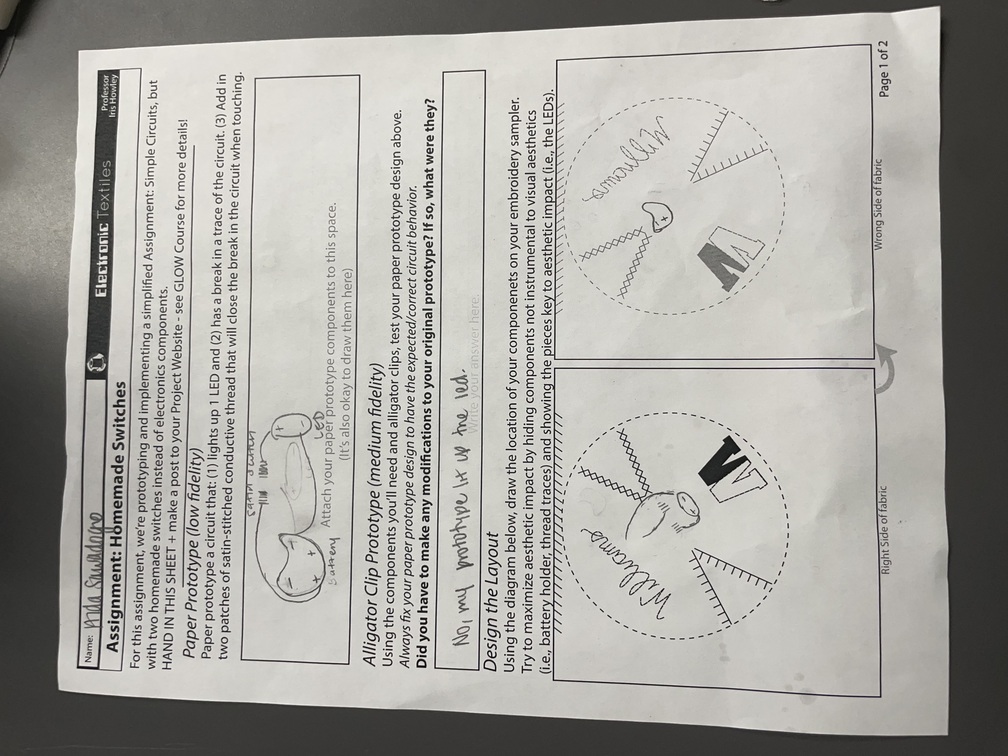 Name: Aida Sawadogo
Electronic Textiles
Professor
Iris Howley
Assignment: Homemade Switches
For this assignment, we're prototyping and implementing a simplified Assignment: Simple Circuits, but
with two homemade switches instead of electronics components.
HAND IN THIS SHEET + make a post to your Project Website - see GLOW Course for more details!
Paper Prototype (low fidelity)
Paper prototype a circuit that: (1) lights up 1 LED and (2) has a break in a trace of the circuit. (3) Add in
two patches of satin-stitched conductive thread that will close the break in the circuit when touching.
satin switch
- -
+
+ +
-
LED
Battery
Attach your paper prototype components to this space.
(It's also okay to draw them here)
Alligator Clip Prototype (medium fidelity)
Using the components you'll need and alligator clips, test your paper prototype design above.
Always fix your paper prototype design to have the expected/correct circuit behavior.
Did you have to make any modifications to your original prototype? If so, what were they?
No, my prototype lit up the led.
Write your answer here.
Design the Layout
Using the diagram below, draw the location of your componenets on your embroidery sampler.
Try to maximize aesthetic impact by hiding components not instrumental to visual aesthetics
(i.e., battery holder, thread traces) and showing the pieces key to aesthetic impact (i.e., the LEDs).
Williams
W
Williams
W
+
Right Side of fabric
Wrong Side of fabric
Page 1 of 2